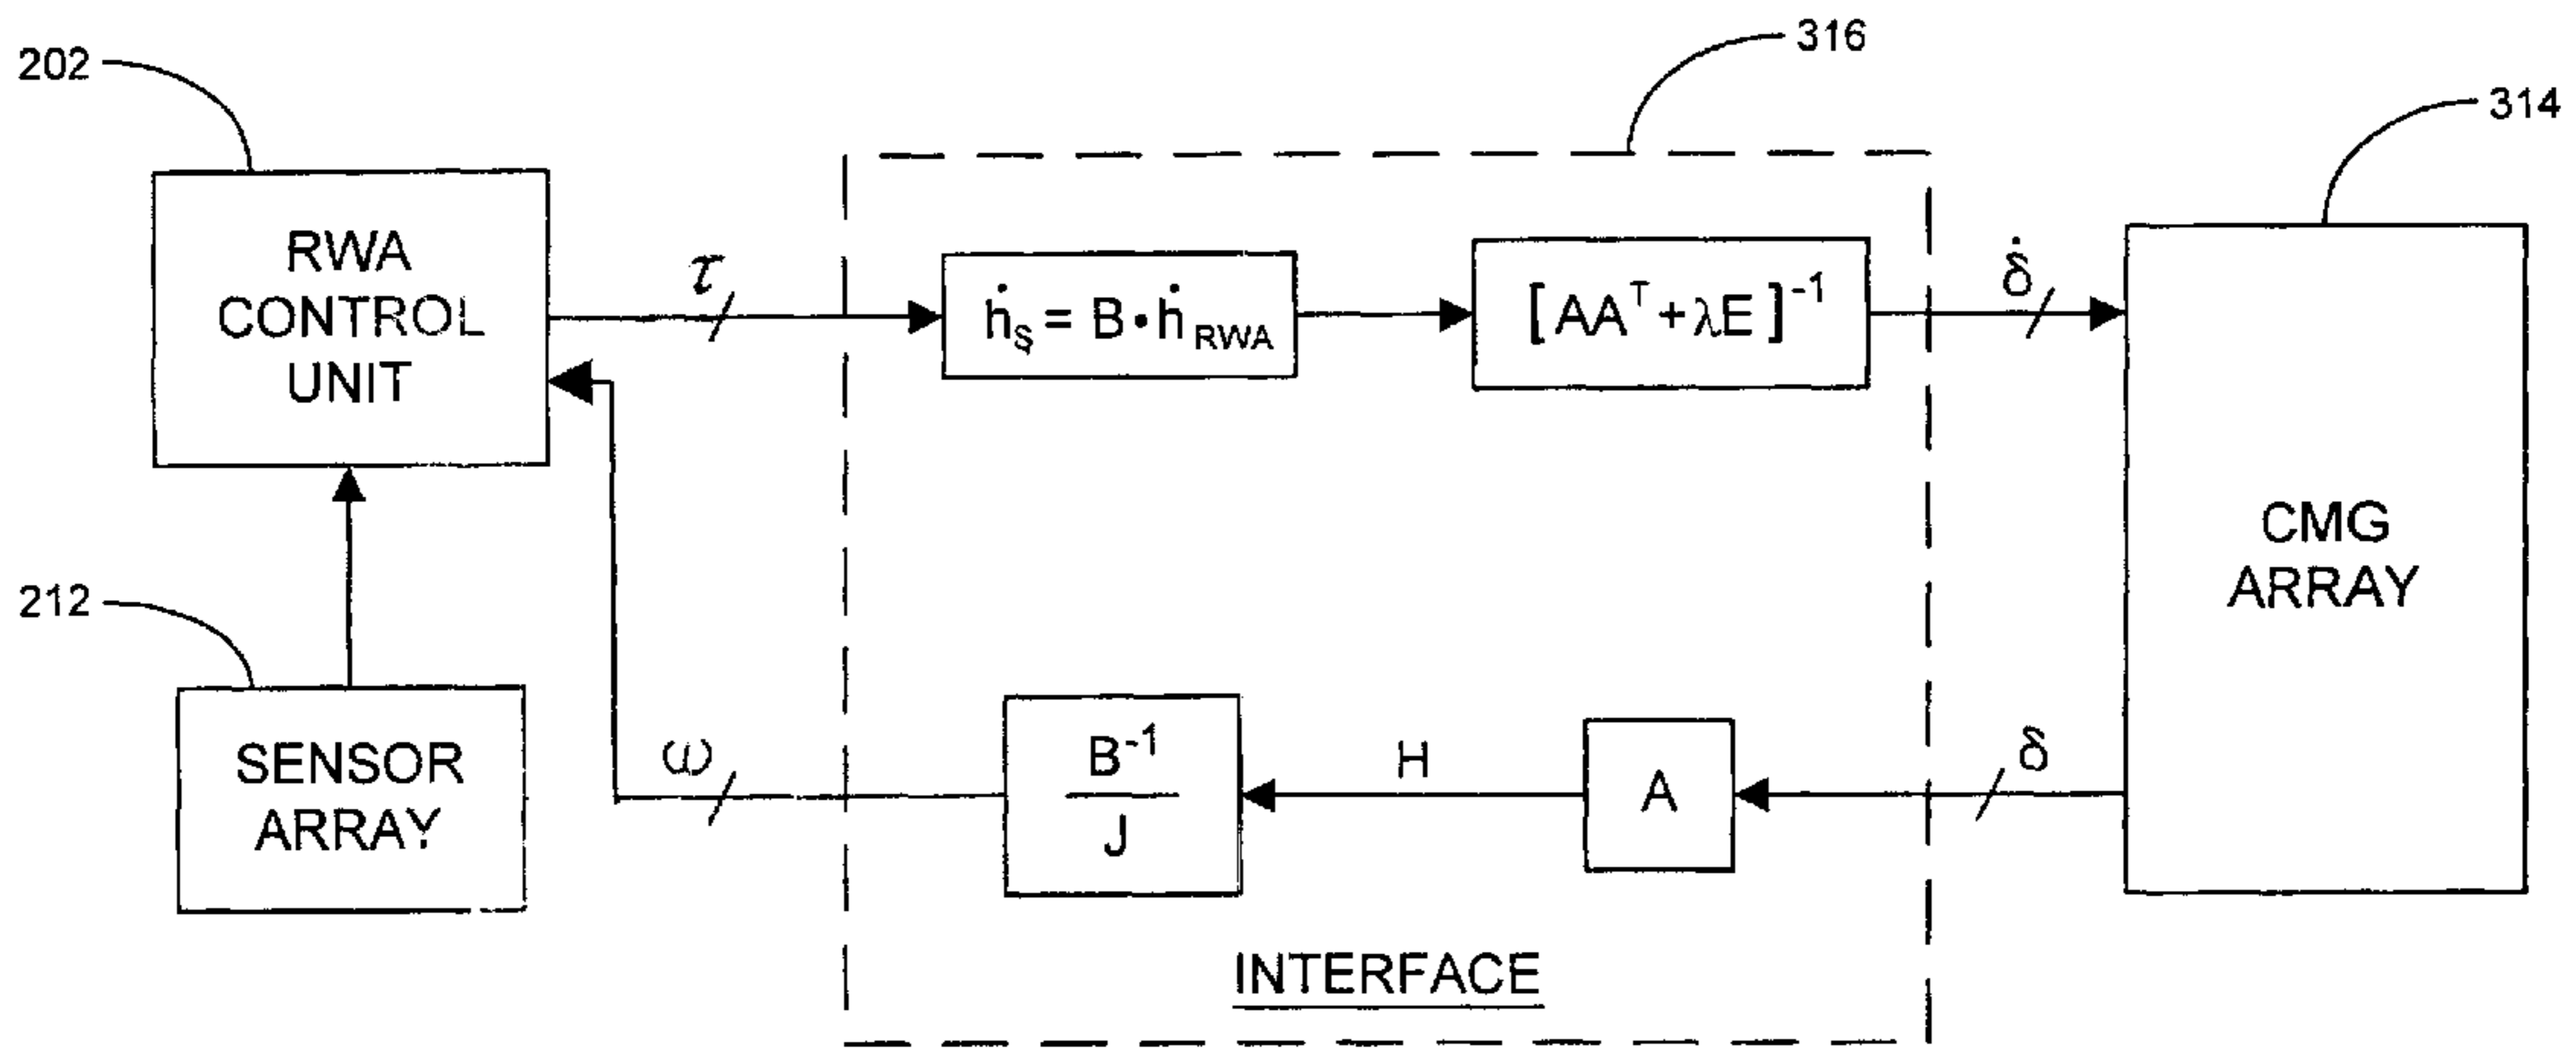 316
202
314
RWA
CONTROL
UNIT
τ
ḣS = B•ḣRWA
[AAᵀ+λE]⁻¹
δ̇
CMG
ARRAY
212
SENSOR
ARRAY
ω
B⁻¹
J
H
A
δ
INTERFACE